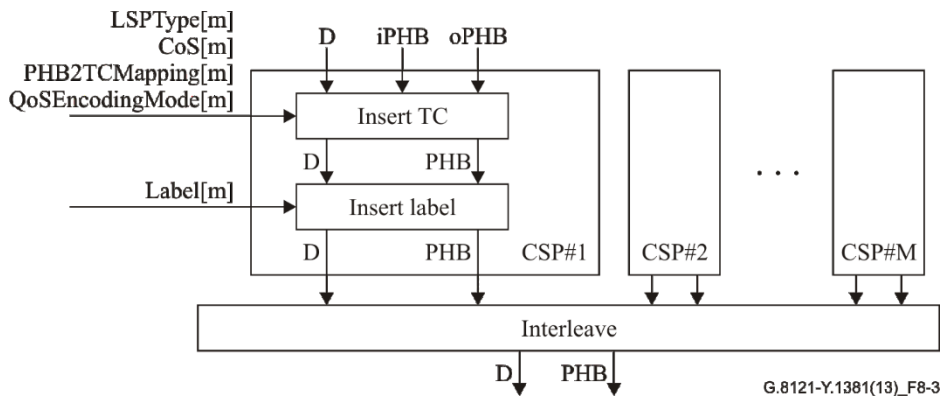 LSPType[m]
CoS[m]
PHB2TCMapping[m]
QoSEncodingMode[m]
D iPHB oPHB
Insert TC
D PHB
Label[m]
Insert label
. . .
D PHB CSP#1 CSP#2 CSP#M
Interleave
D PHB
G.8121-Y.1381(13)_F8-3